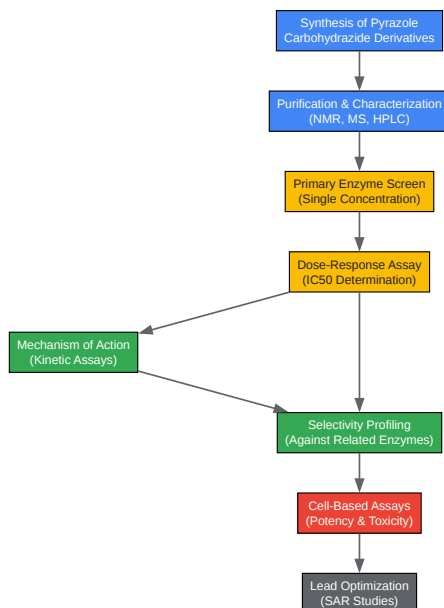 Synthesis of Pyrazole
Carbohydrazide Derivatives
Purification & Characterization
(NMR, MS, HPLC)
Primary Enzyme Screen
(Single Concentration)
Dose-Response Assay
(IC50 Determination)
Mechanism of Action
(Kinetic Assays)
Selectivity Profiling
(Against Related Enzymes)
Cell-Based Assays
(Potency & Toxicity)
Lead Optimization
(SAR Studies)